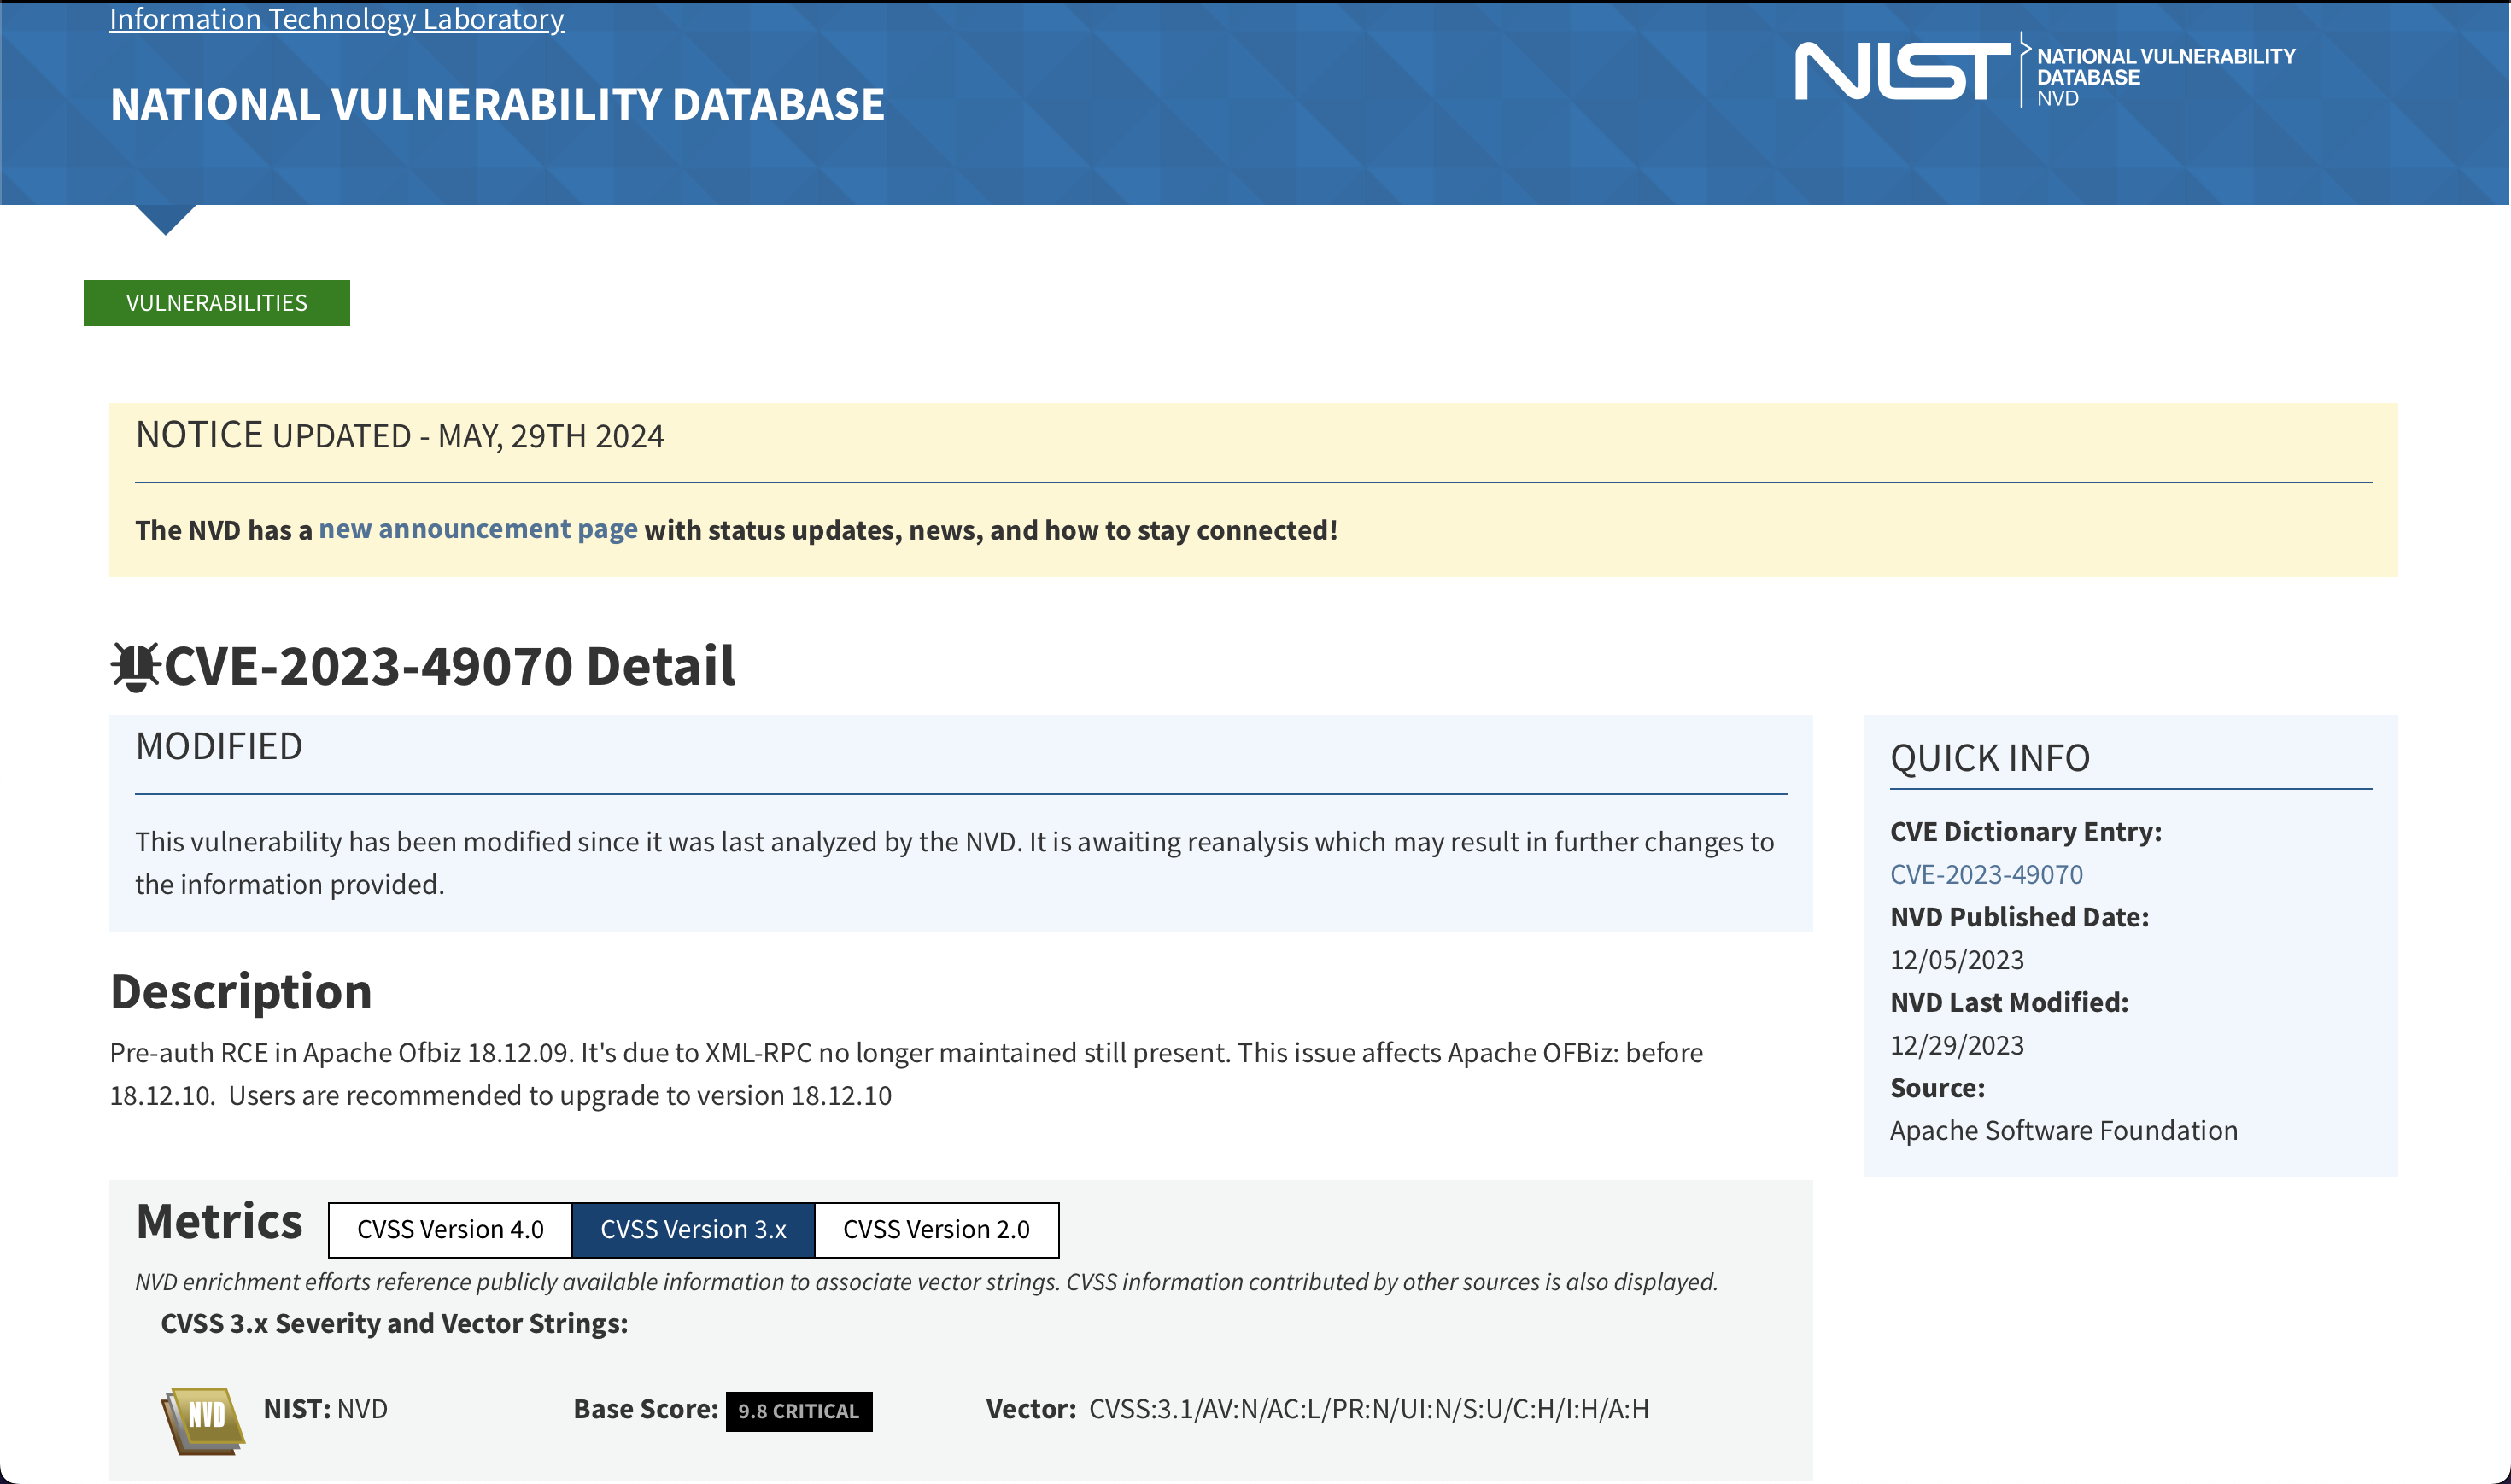 Information Technology Laboratory
NATIONAL VULNERABILITY DATABASE
NIST
NATIONAL VULNERABILITY
DATABASE
NVD
VULNERABILITIES
NOTICE UPDATED - MAY, 29TH 2024
The NVD has a new announcement page with status updates, news, and how to stay connected!
CVE-2023-49070 Detail
MODIFIED
This vulnerability has been modified since it was last analyzed by the NVD. It is awaiting reanalysis which may result in further changes to
the information provided.
Description
Pre-auth RCE in Apache Ofbiz 18.12.09. It's due to XML-RPC no longer maintained still present. This issue affects Apache OFBiz: before
18.12.10.  Users are recommended to upgrade to version 18.12.10
Metrics
CVSS Version 4.0
CVSS Version 3.x
CVSS Version 2.0
NVD enrichment efforts reference publicly available information to associate vector strings. CVSS information contributed by other sources is also displayed.
CVSS 3.x Severity and Vector Strings:
NVD
NIST: NVD
Base Score: 9.8 CRITICAL
Vector: CVSS:3.1/AV:N/AC:L/PR:N/UI:N/S:U/C:H/I:H/A:H
QUICK INFO
CVE Dictionary Entry:
CVE-2023-49070
NVD Published Date:
12/05/2023
NVD Last Modified:
12/29/2023
Source:
Apache Software Foundation